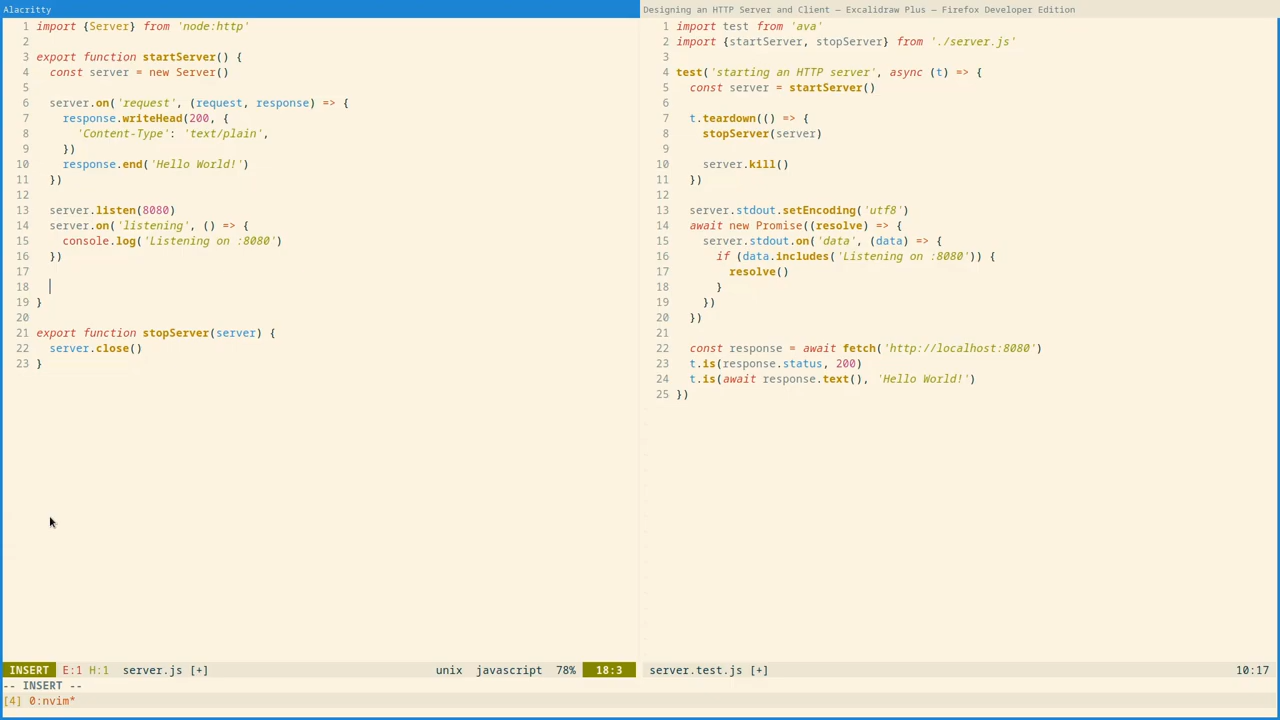 Alacritty
Designing an HTTP Server and Client — Excalidraw Plus — Firefox Developer Edition
1 import {Server} from 'node:http'
2
3 export function startServer() {
4   const server = new Server()
5
6   server.on('request', (request, response) => {
7     response.writeHead(200, {
8       'Content-Type': 'text/plain',
9     })
10     response.end('Hello World!')
11   })
12
13   server.listen(8080)
14   server.on('listening', () => {
15     console.log('Listening on :8080')
16   })
17
18
19 }
20
21 export function stopServer(server) {
22   server.close()
23 }
1 import test from 'ava'
2 import {startServer, stopServer} from './server.js'
3
4 test('starting an HTTP server', async (t) => {
5   const server = startServer()
6
7   t.teardown(() => {
8     stopServer(server)
9
10     server.kill()
11   })
12
13   server.stdout.setEncoding('utf8')
14   await new Promise((resolve) => {
15     server.stdout.on('data', (data) => {
16       if (data.includes('Listening on :8080')) {
17         resolve()
18       }
19     })
20   })
21
22   const response = await fetch('http://localhost:8080')
23   t.is(response.status, 200)
24   t.is(await response.text(), 'Hello World!')
25 })
INSERT E:1 H:1 server.js [+] unix javascript 78% 18:3
server.test.js [+] 10:17
-- INSERT --
[4] 0:nvim*